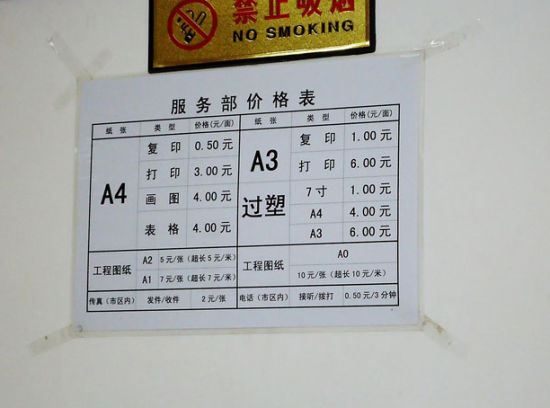 禁止吸烟
NO SMOKING
服务部价格表
纸张 类型 价格(元/面) 纸张 类型 价格(元/面)
A4 复印 0.50元 A3 复印 1.00元
打印 3.00元 打印 6.00元
画图 4.00元 过塑 7寸 1.00元
表格 4.00元 A4 4.00元
A3 6.00元
工程图纸 A2 5元/张(超长5元/米) 工程图纸 A0
A1 7元/张(超长7元/米) 10元/张(超长10元/米)
传真(市区内) 发件/收件 2元/张 电话(市区内) 接听/拨打 0.50元/3分钟